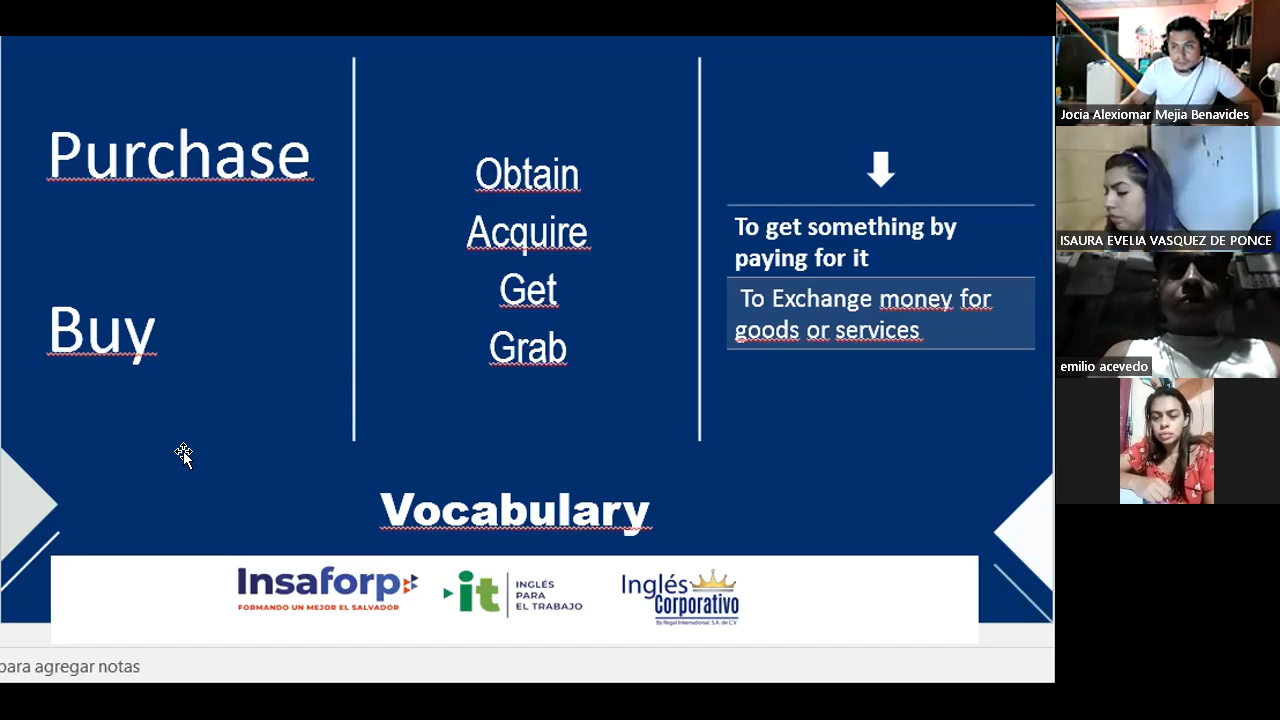 Purchase
Buy
Obtain
Acquire
Get
Grab
To get something by
paying for it
To Exchange money for
goods or services
Vocabulary
Insaforp
FORMANDO UN MEJOR EL SALVADOR
it
INGLÉS
PARA
EL TRABAJO
Inglés
Corporativo
By Regal International, S.A. de C.V.
para agregar notas
Jocia Alexiomar Mejia Benavides
ISAURA EVELIA VASQUEZ DE PONCE
emilio acevedo